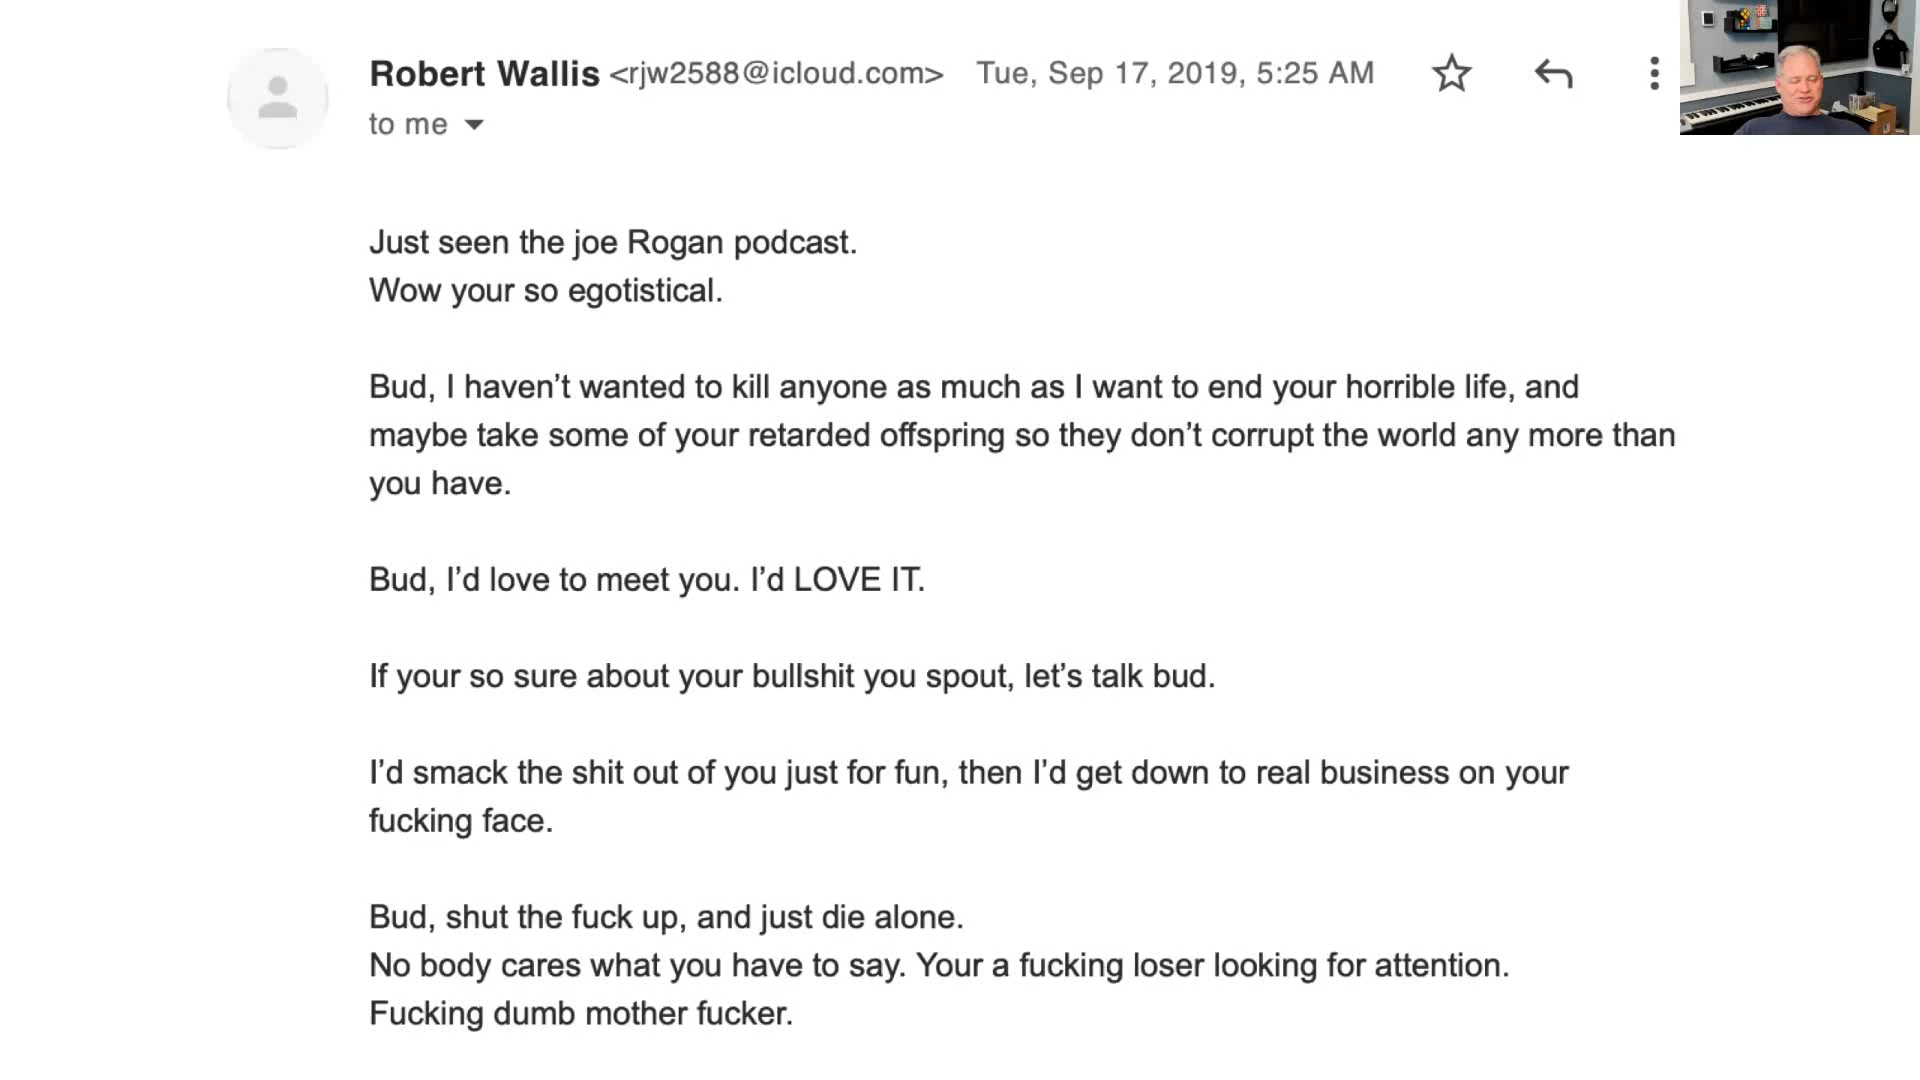 Robert Wallis <rjw2588@icloud.com> Tue, Sep 17, 2019, 5:25 AM
to me
Just seen the joe Rogan podcast.
Wow your so egotistical.
Bud, I haven’t wanted to kill anyone as much as I want to end your horrible life, and
maybe take some of your retarded offspring so they don’t corrupt the world any more than
you have.
Bud, I’d love to meet you. I’d LOVE IT.
If your so sure about your bullshit you spout, let’s talk bud.
I’d smack the shit out of you just for fun, then I’d get down to real business on your
fucking face.
Bud, shut the fuck up, and just die alone.
No body cares what you have to say. Your a fucking loser looking for attention.
Fucking dumb mother fucker.